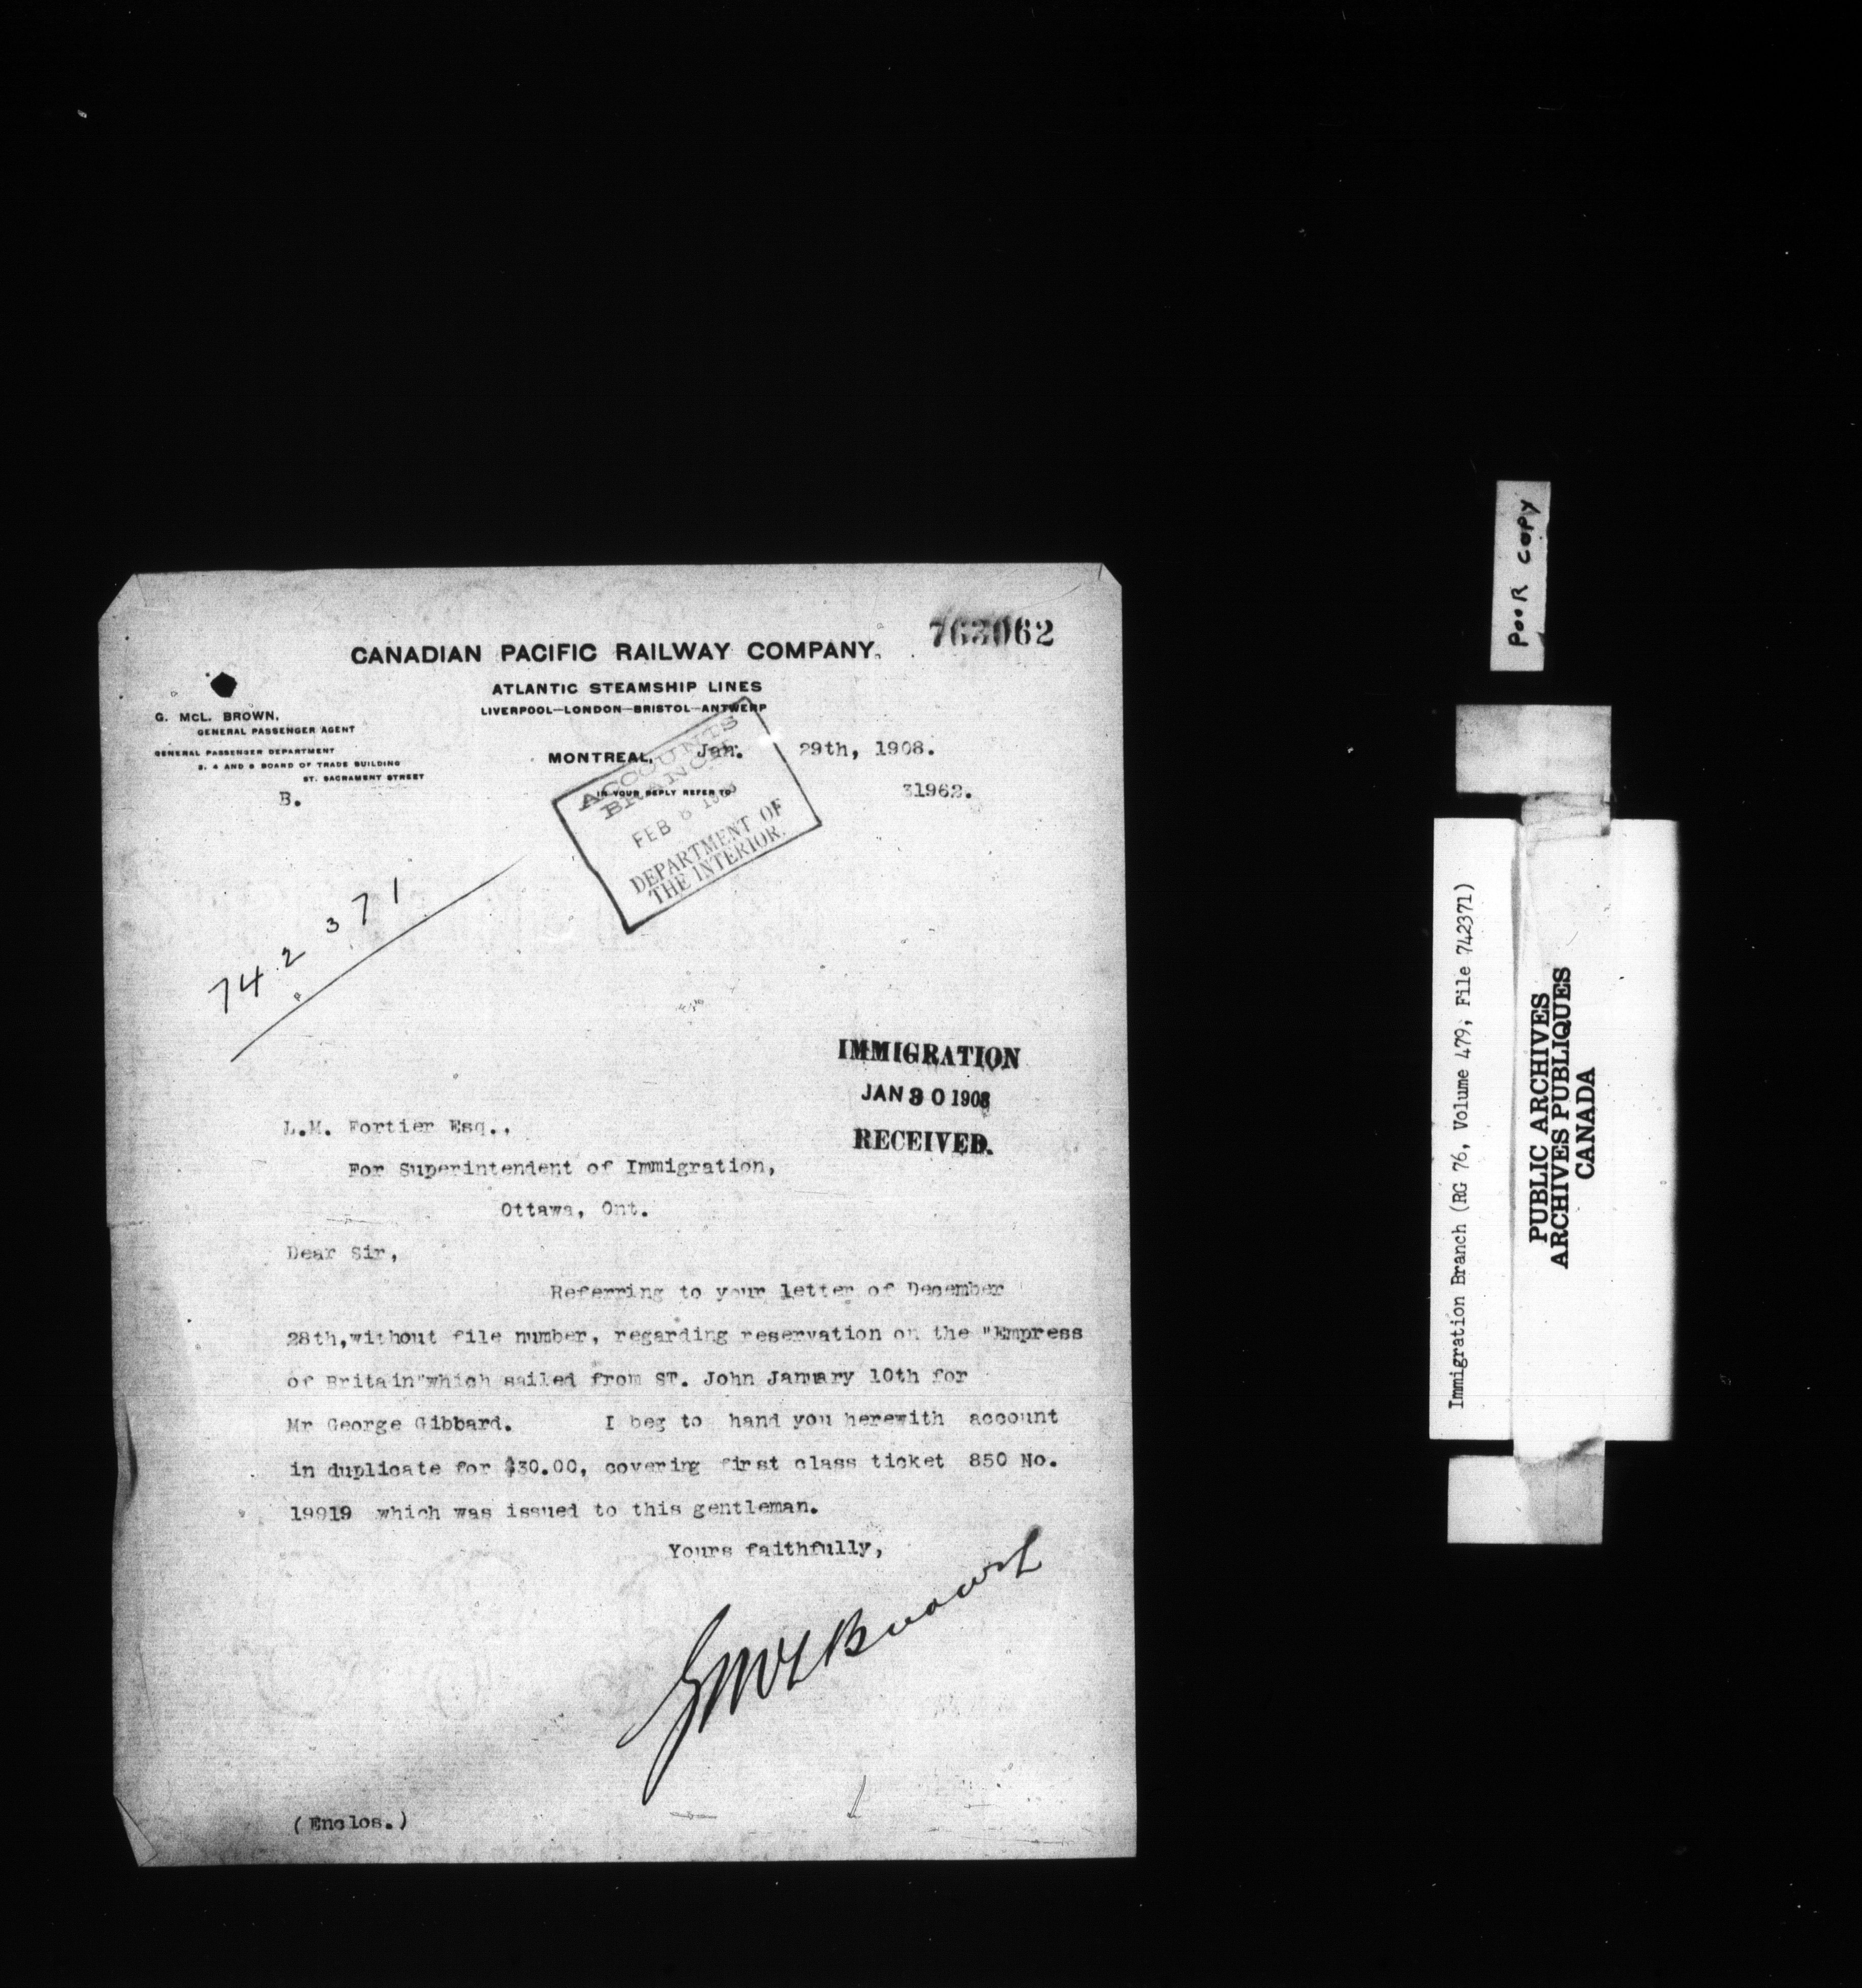 763062
CANADIAN PACIFIC RAILWAY COMPANY.
ATLANTIC STEAMSHIP LINES
LIVERPOOL—LONDON—BRISTOL—ANTWERP
G. McL. BROWN,
GENERAL PASSENGER AGENT
GENERAL PASSENGER DEPARTMENT
3, 4 AND 5 BOARD OF TRADE BUILDING
ST. SACRAMENT STREET
MONTREAL, Jan. 29th, 1908.
IN YOUR REPLY REFER TO 31962.
B.
ACCOUNTS
BRANCH
FEB 1908
DEPARTMENT OF
THE INTERIOR.
742371
IMMIGRATION
JAN 30 1908
RECEIVED.
L.M. Fortier Esq.,
For Superintendent of Immigration,
Ottawa, Ont.
Dear Sir,
Referring to your letter of December
28th,without file number, regarding reservation on the "Empress
of Britain"which sailed from ST. John January 10th for
Mr George Gibbard. I beg to hand you herewith account
in duplicate for $30.00, covering first class ticket 850 No.
19919 which was issued to this gentleman.
Yours faithfully,
GMcLBrown
(Enclos.)
POOR COPY
Immigration Branch (RG 76, Volume 479, File 742371)
PUBLIC ARCHIVES
ARCHIVES PUBLIQUES
CANADA